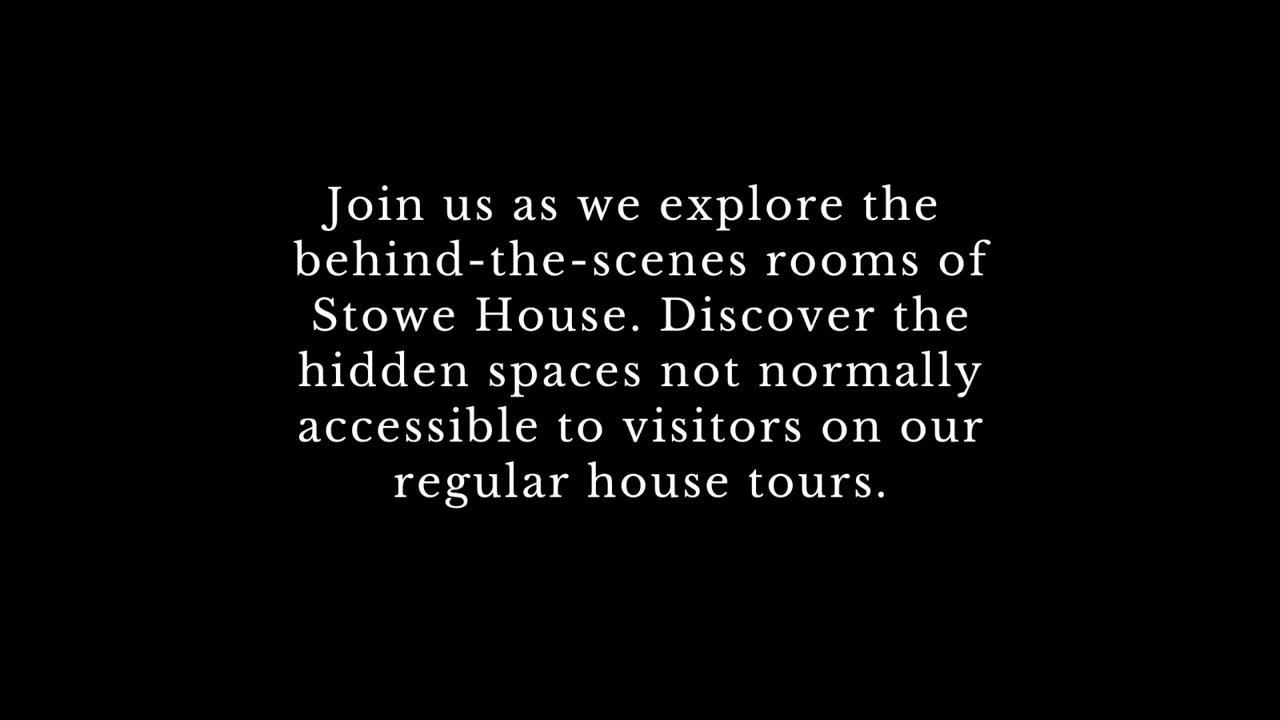 Join us as we explore the
behind-the-scenes rooms of
Stowe House. Discover the
hidden spaces not normally
accessible to visitors on our
regular house tours.